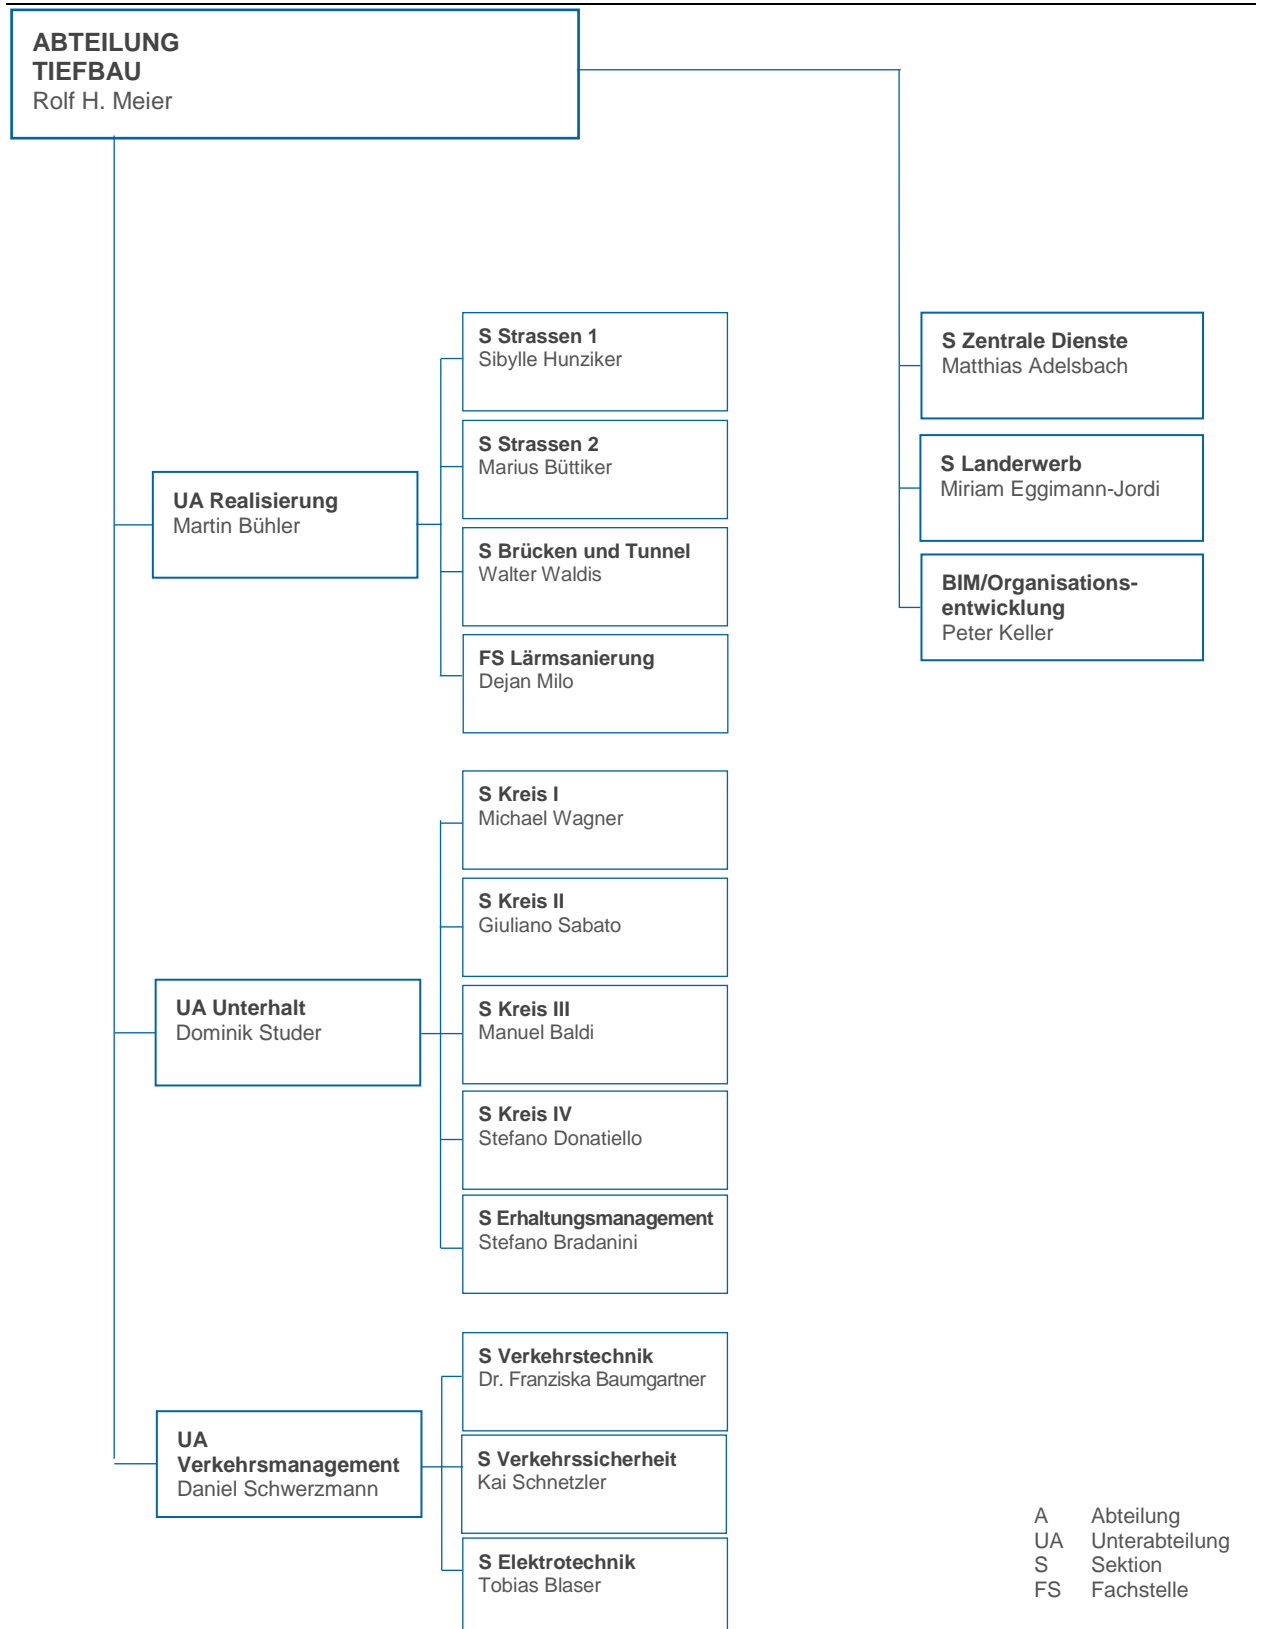 ABTEILUNG
TIEFBAU
Rolf H. Meier
S Strassen 1
Sibylle Hunziker
S Strassen 2
Marius Büttiker
UA Realisierung
Martin Bühler
S Brücken und Tunnel
Walter Waldis
FS Lärmsanierung
Dejan Milo
S Zentrale Dienste
Matthias Adelsbach
S Landerwerb
Miriam Eggimann-Jordi
BIM/Organisations-
entwicklung
Peter Keller
S Kreis I
Michael Wagner
S Kreis II
Giuliano Sabato
UA Unterhalt
Dominik Studer
S Kreis III
Manuel Baldi
S Kreis IV
Stefano Donatiello
S Erhaltungsmanagement
Stefano Bradanini
S Verkehrstechnik
Dr. Franziska Baumgartner
UA
Verkehrsmanagement
Daniel Schwerzmann
S Verkehrssicherheit
Kai Schnetzler
S Elektrotechnik
Tobias Blaser
A Abteilung
UA Unterabteilung
S Sektion
FS Fachstelle